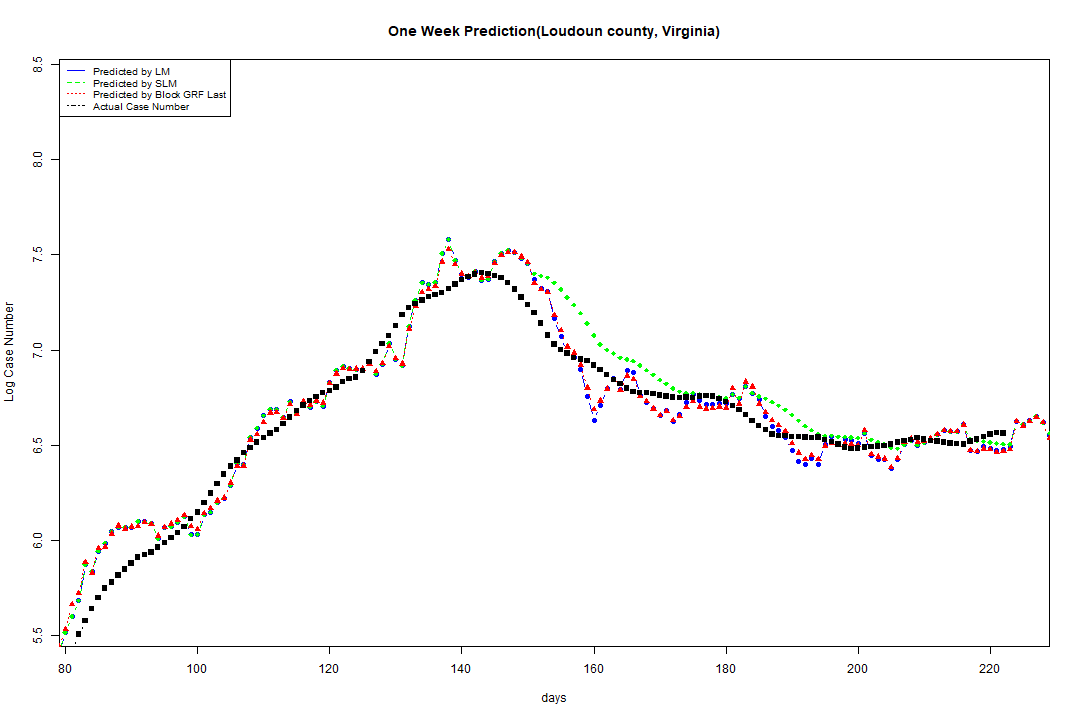 One Week Prediction(Loudoun county, Virginia)
8.5
8.0
7.5
7.0
6.5
6.0
5.5
Log Case Number
Predicted by LM
Predicted by SLM
Predicted by Block GRF Last
Actual Case Number
80 100 120 140 160 180 200 220
days